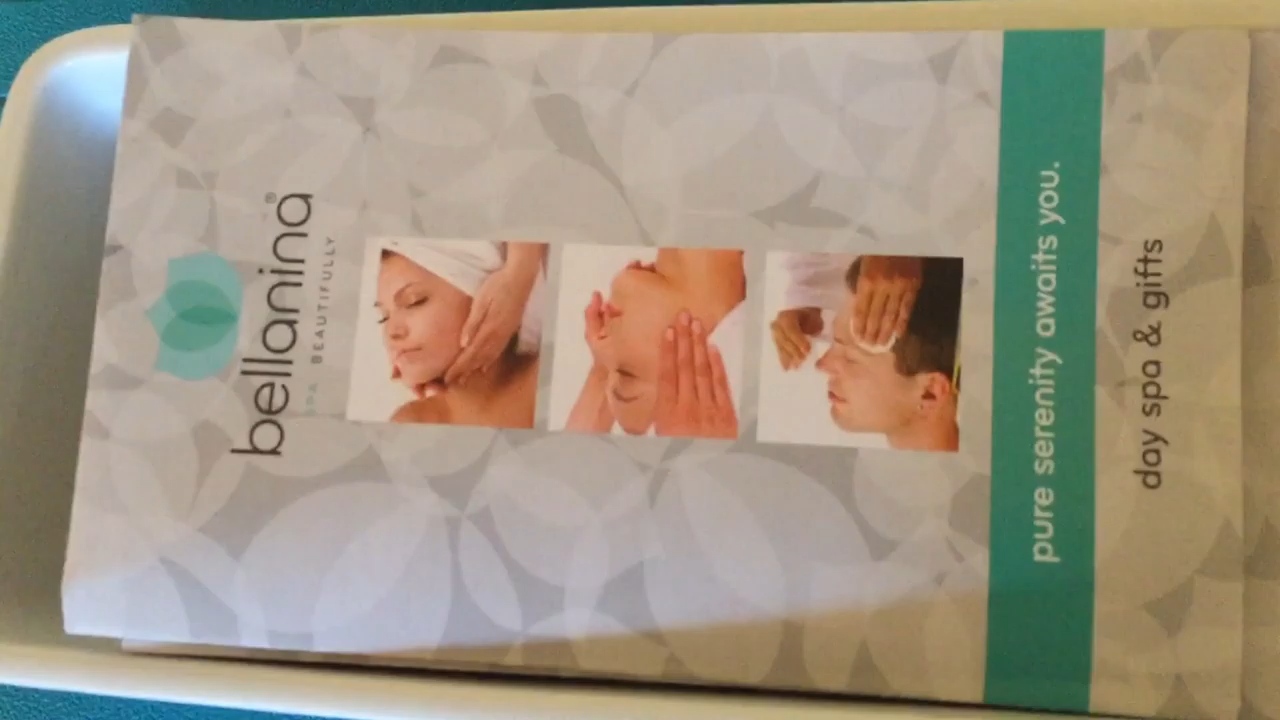 bellanina®
SPA BEAUTIFULLY
pure serenity awaits you.
day spa & gifts